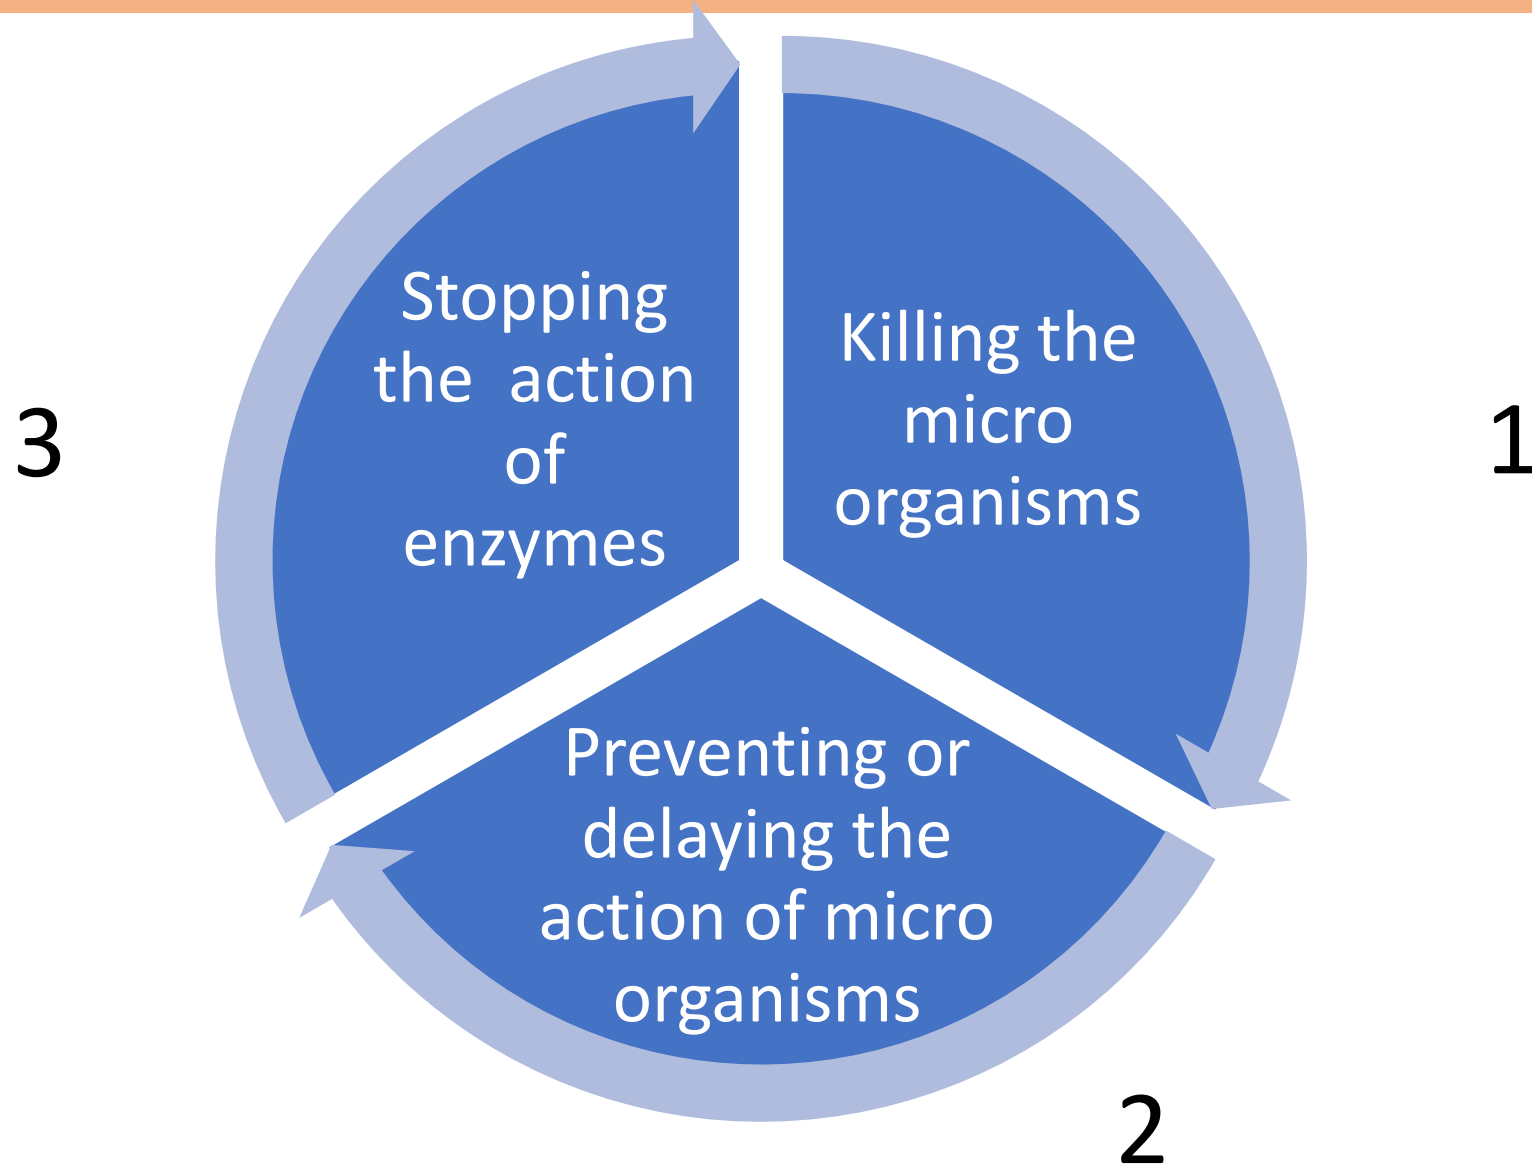 Stopping
the  action
of
enzymes
3
Killing the
micro
organisms
1
Preventing or
delaying the
action of micro
organisms
2